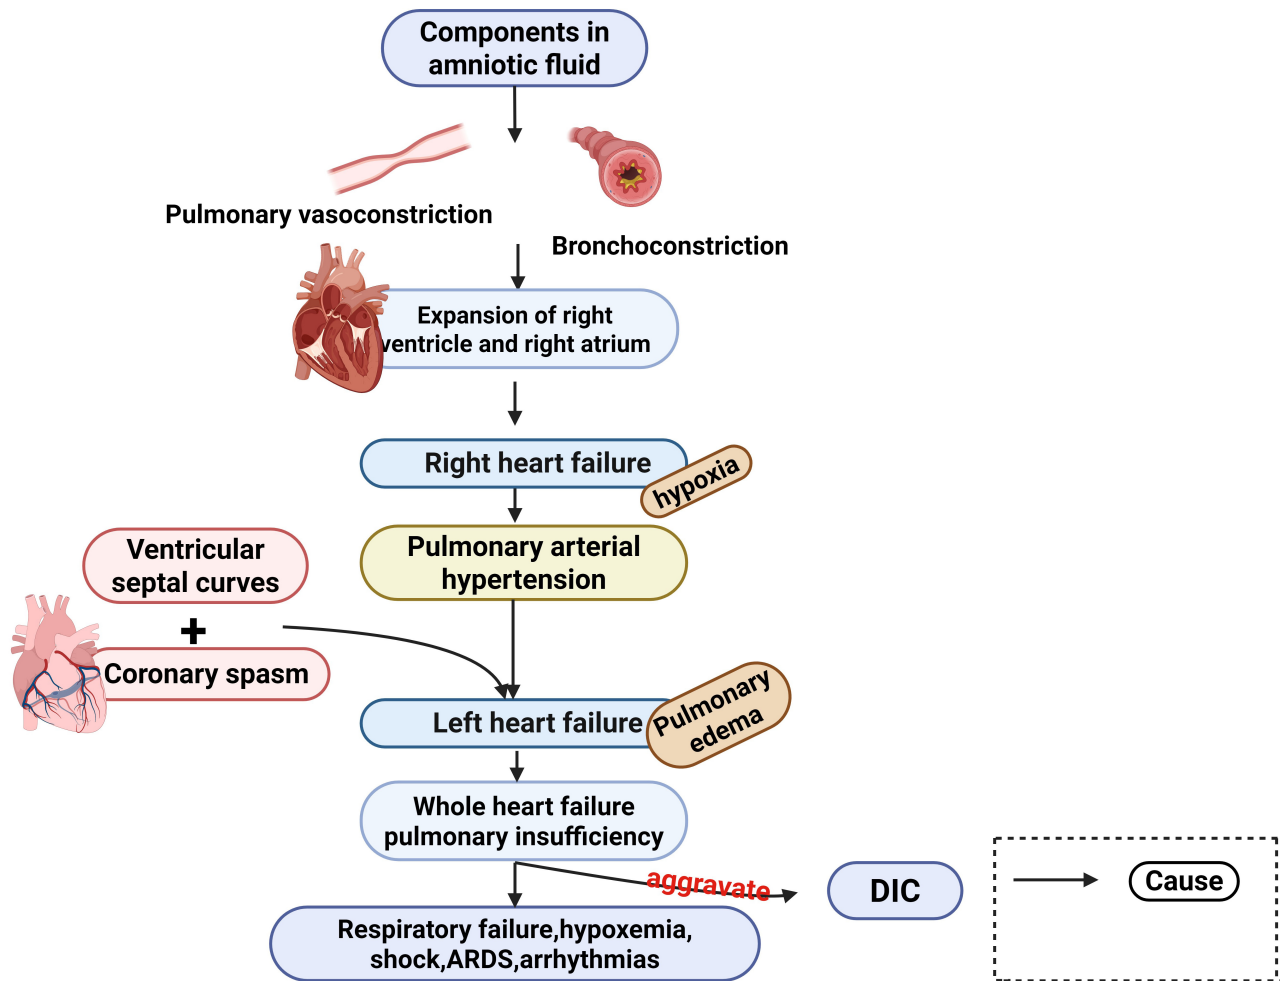 Components in
amniotic fluid
Pulmonary vasoconstriction
Bronchoconstriction
Expansion of right
ventricle and right atrium
Right heart failure
hypoxia
Pulmonary arterial
hypertension
Ventricular
septal curves
+
Coronary spasm
Left heart failure
Pulmonary
edema
Whole heart failure
pulmonary insufficiency
aggravate
DIC
Cause
Respiratory failure,hypoxemia,
shock,ARDS,arrhythmias